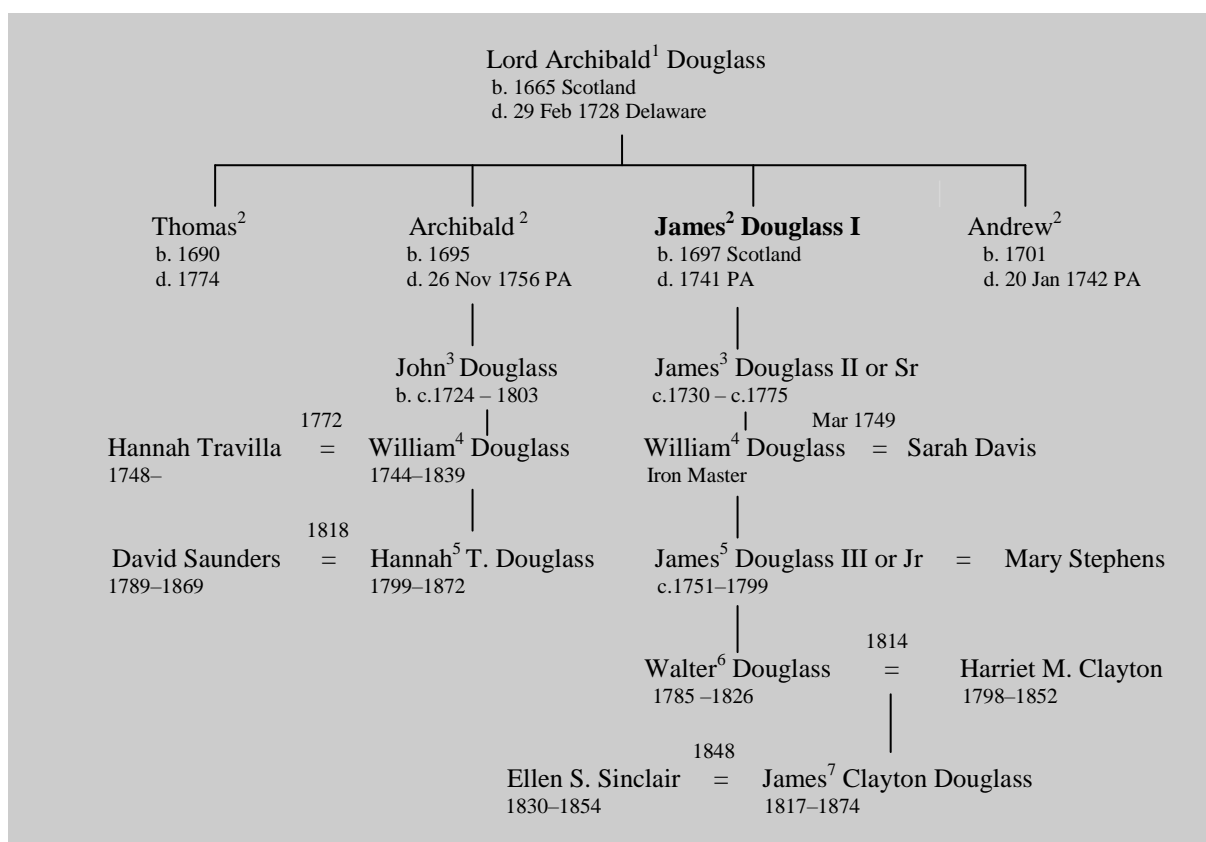 Lord Archibald¹ Douglass
b. 1665 Scotland
d. 29 Feb 1728 Delaware
Thomas² Archibald ² James² Douglass I Andrew²
b. 1690 b. 1695 b. 1697 Scotland b. 1701
d. 1774 d. 26 Nov 1756 PA d. 1741 PA d. 20 Jan 1742 PA
John³ Douglass James³ Douglass II or Sr
b. c.1724 – 1803 c.1730 – c.1775
1772 Mar 1749
Hannah Travilla = William⁴ Douglass William⁴ Douglass = Sarah Davis
1748– 1744–1839 Iron Master
1818
David Saunders = Hannah⁵ T. Douglass James⁵ Douglass III or Jr = Mary Stephens
1789–1869 1799–1872 c.1751–1799
1814
Walter⁶ Douglass = Harriet M. Clayton
1785 –1826 1798–1852
1848
Ellen S. Sinclair = James⁷ Clayton Douglass
1830–1854 1817–1874